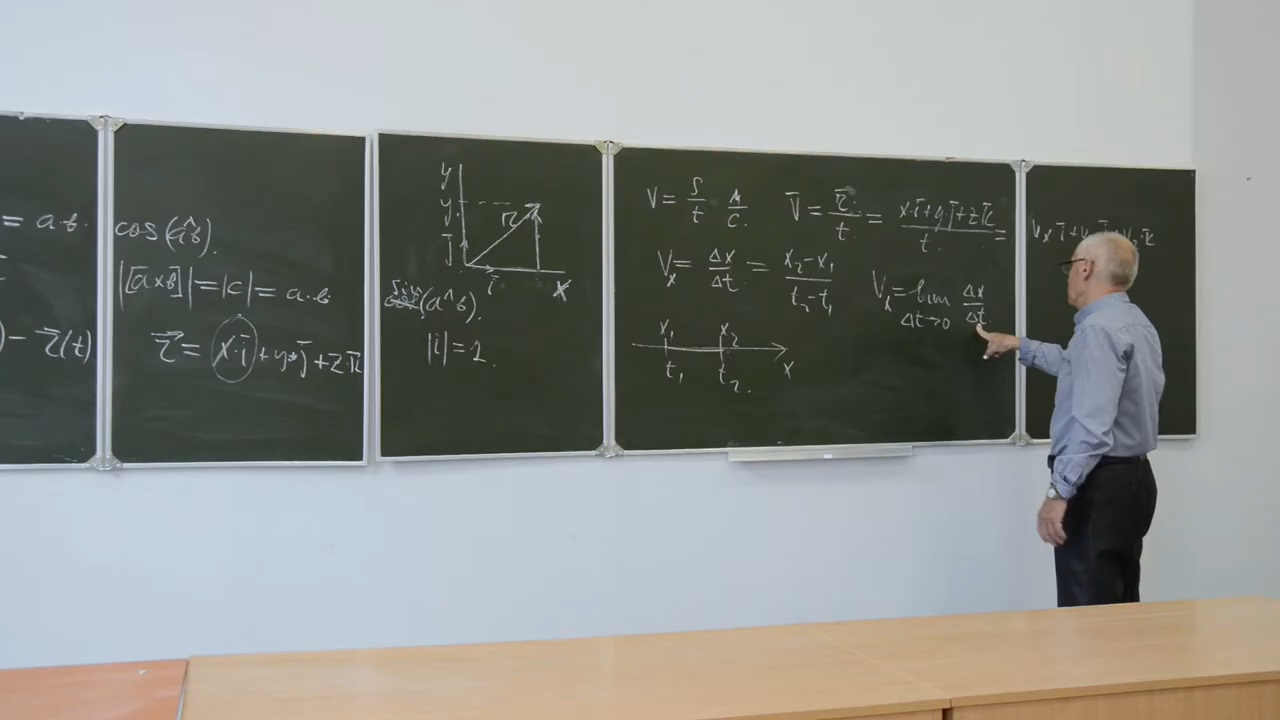 = a·в·cos(a^в).
|[a̅×в̅]| = |c| = a·в·sin(a^в).
)− r⃗(t)
r⃗ = x·i̅ + y·j̅ + z·k̅
|i̅| = 1.
y
y
r̅
j̅
i̅
x
V = S/t м/с.
V̅ = r̅/t = (x·i̅+y·j̅+z·k̅)/t =
Vx = Δx/Δt = (x₂−x₁)/(t₂−t₁)
Vx = lim Δx/Δt
Δt→0
x₁ x₂
t₁ t₂. x